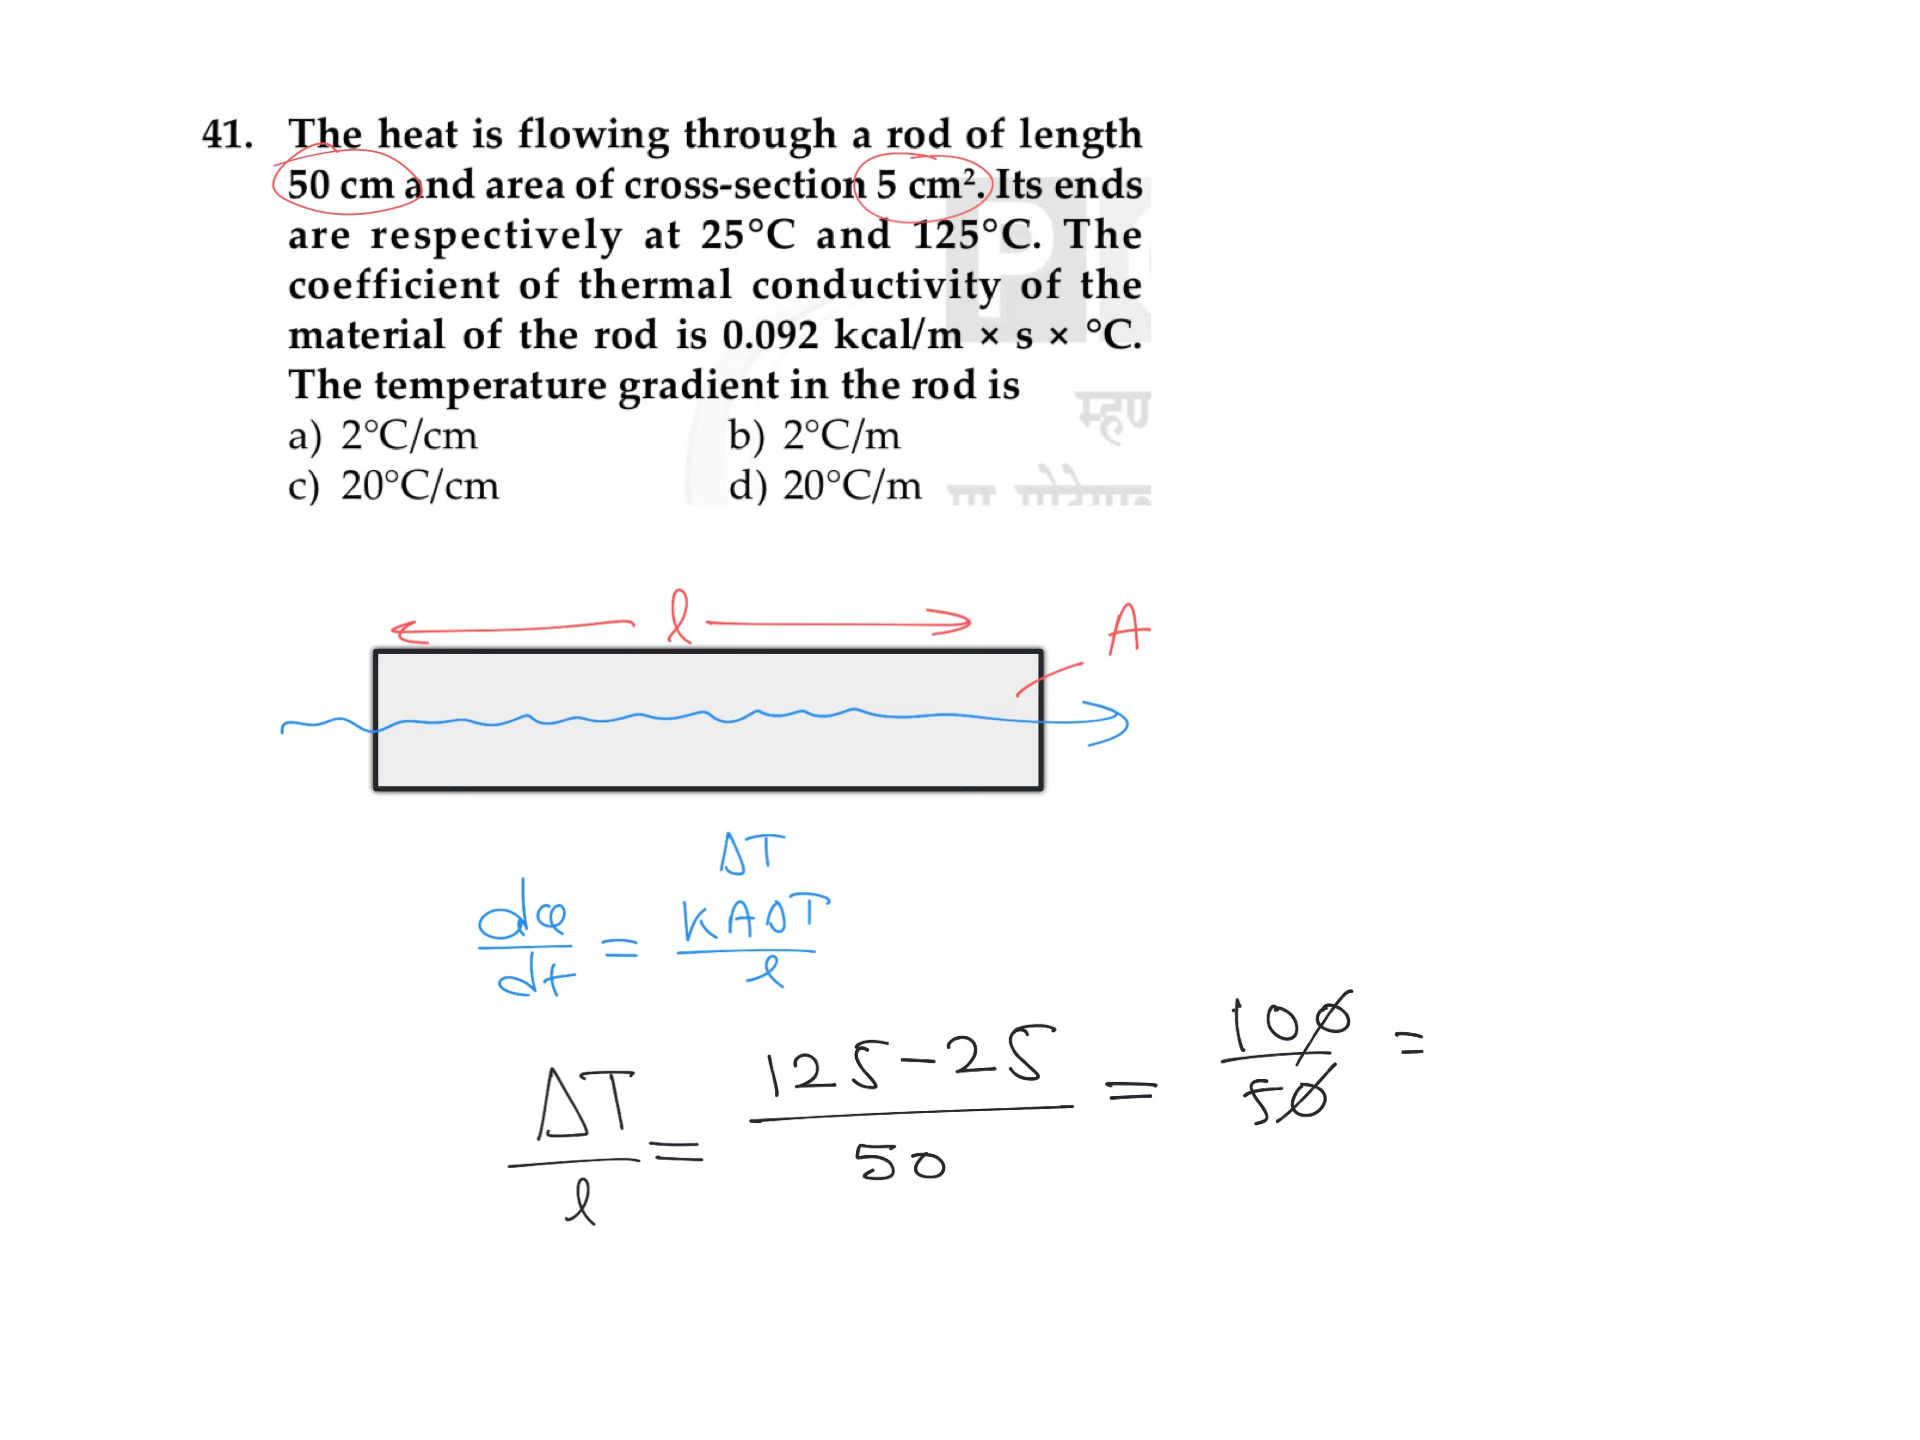 41. The heat is flowing through a rod of length
50 cm and area of cross-section 5 cm². Its ends
are respectively at 25°C and 125°C. The
coefficient of thermal conductivity of the
material of the rod is 0.092 kcal/m × s × °C.
The temperature gradient in the rod is
a) 2°C/cm b) 2°C/m
c) 20°C/cm d) 20°C/m
म्हण
l
A
ΔT
dQ/dt = KAΔT/l
ΔT/l = 125-25/50 = 100/50 =